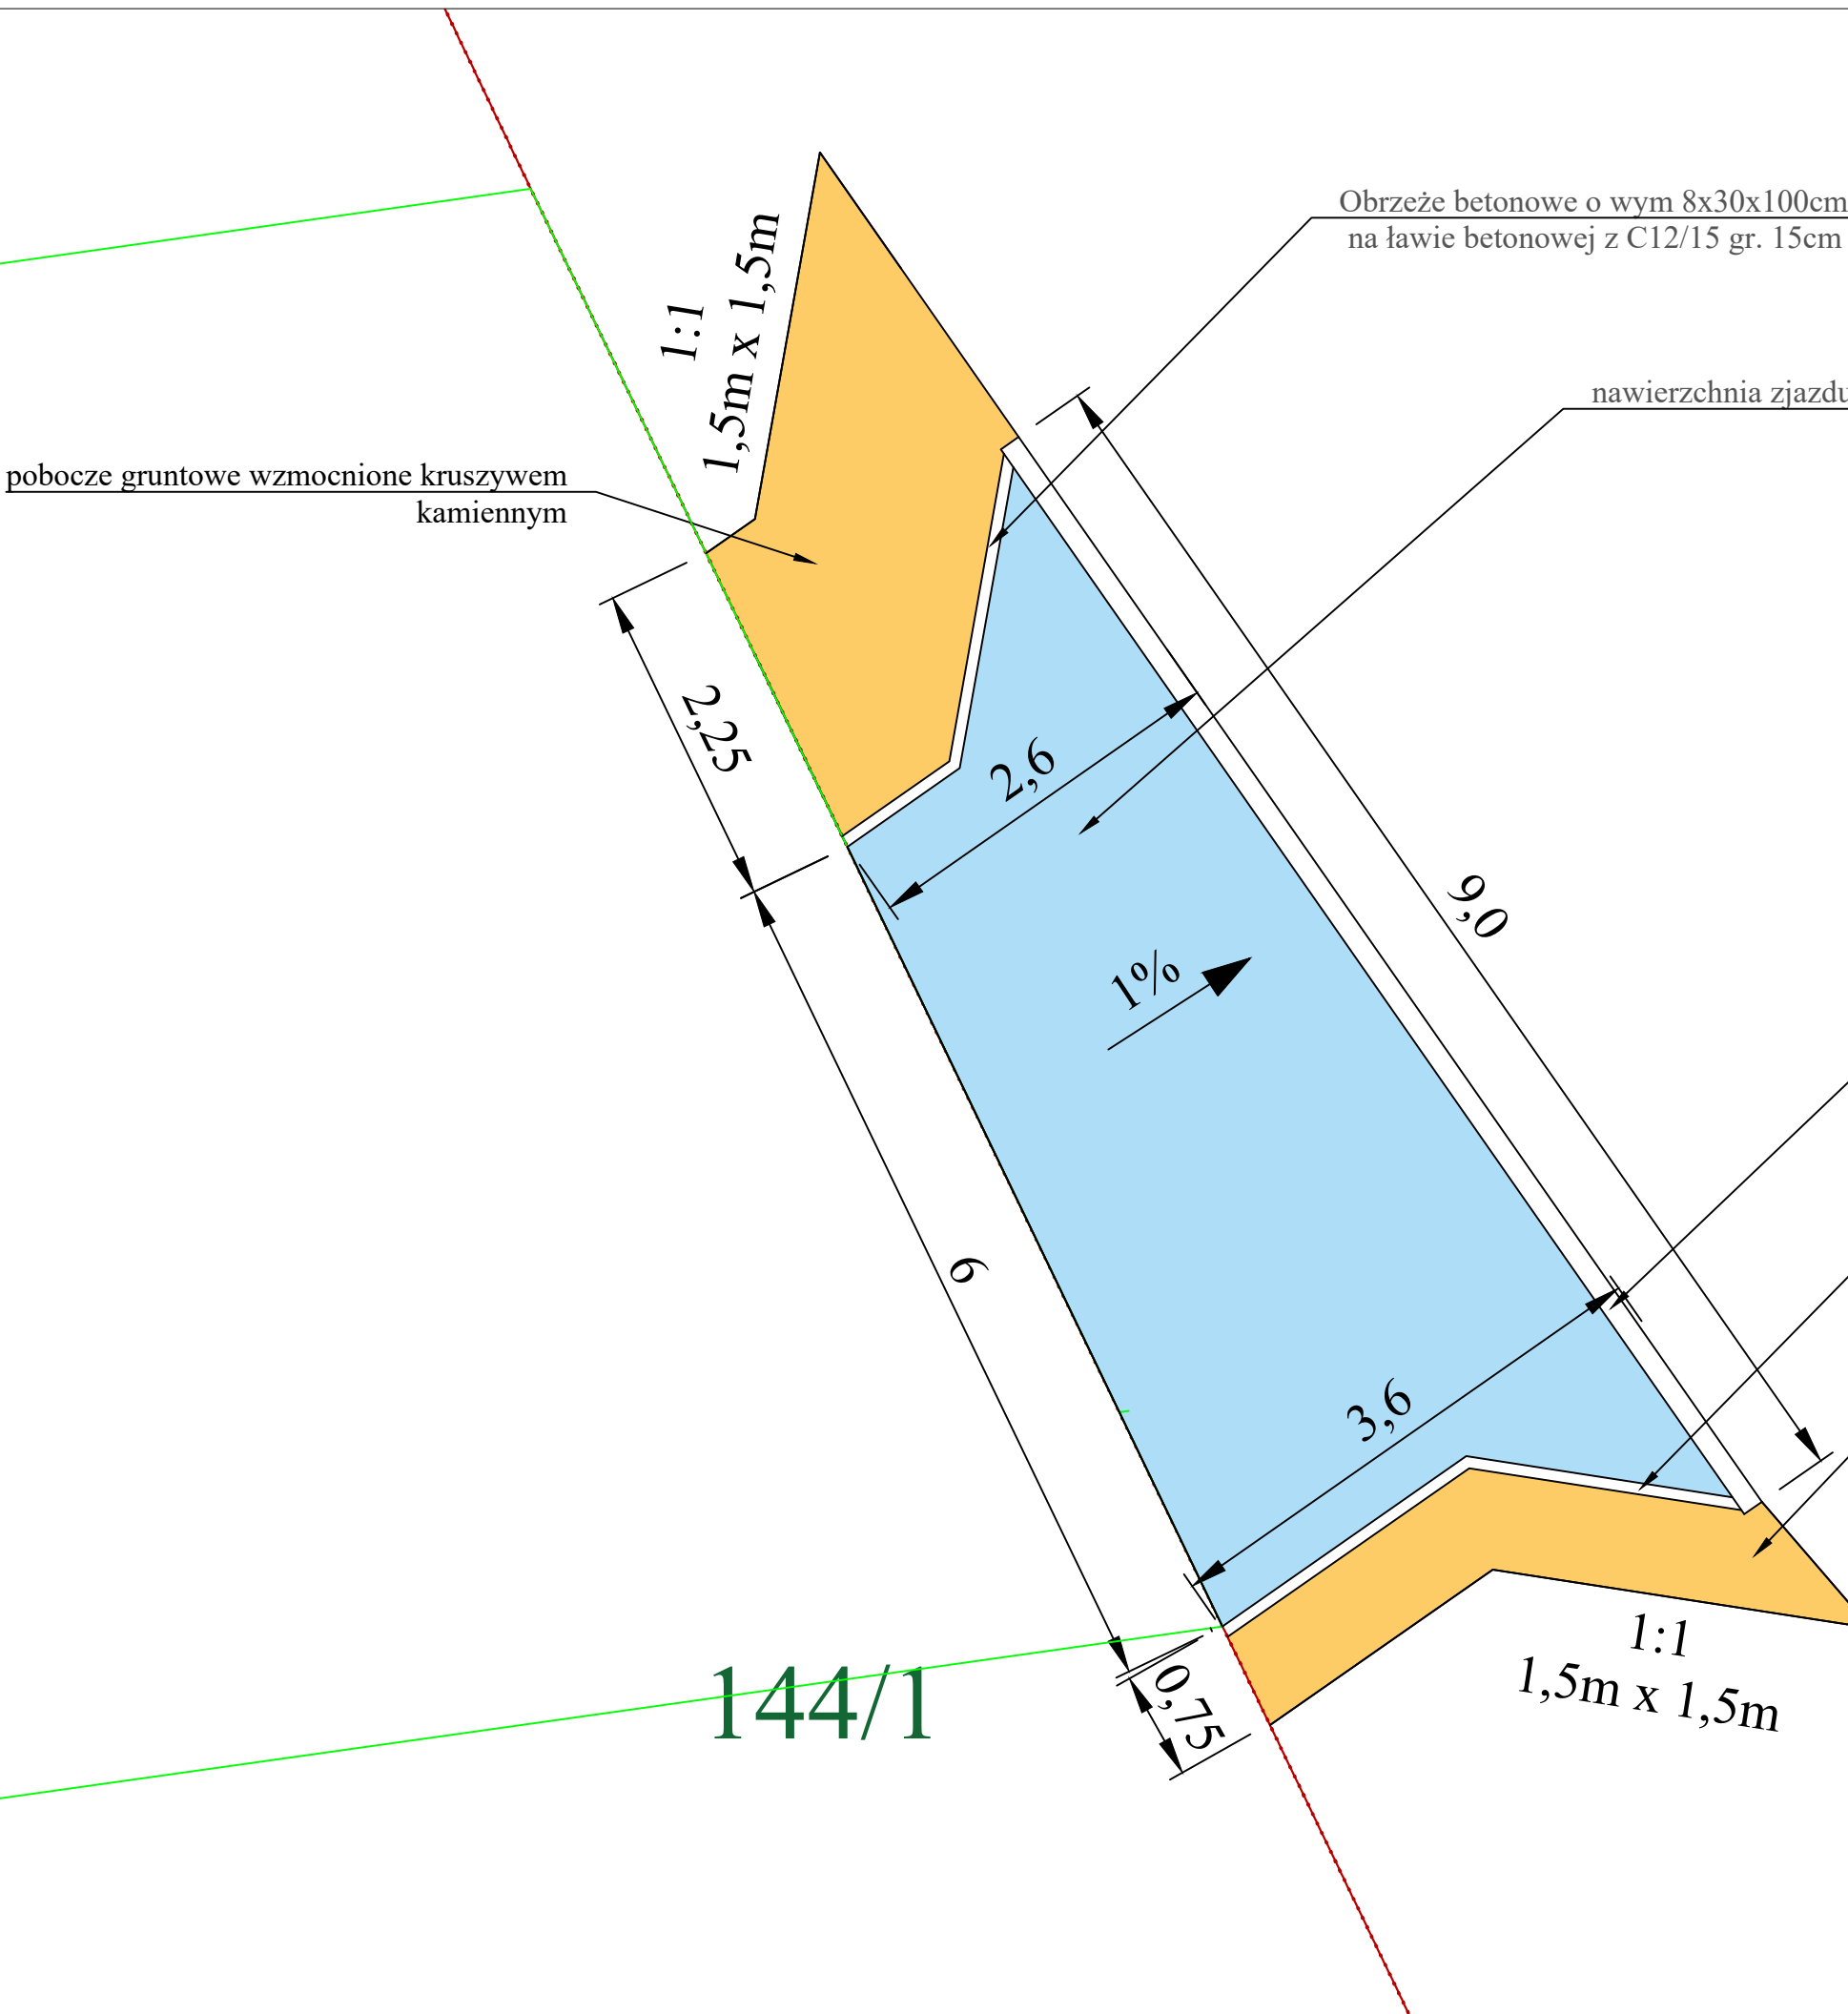 Obrzeże betonowe o wym 8x30x100cm
na ławie betonowej z C12/15 gr. 15cm
1:1
1,5m x 1,5m
nawierzchnia zjazdu
pobocze gruntowe wzmocnione kruszywem
kamiennym
2,25
2,6
9,0
1%
6
3,6
1:1
1,5m x 1,5m
0,75
144/1